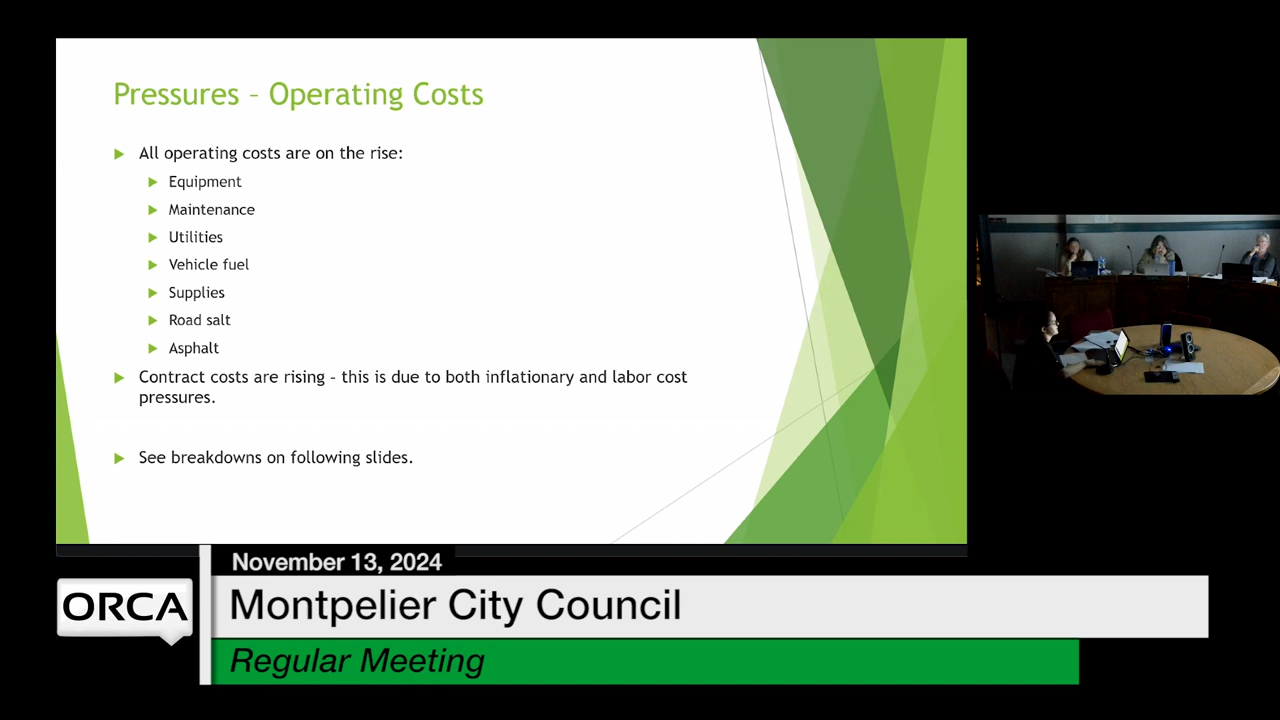 Pressures – Operating Costs
All operating costs are on the rise:
Equipment
Maintenance
Utilities
Vehicle fuel
Supplies
Road salt
Asphalt
Contract costs are rising – this is due to both inflationary and labor cost
pressures.
See breakdowns on following slides.
November 13, 2024
ORCA
Montpelier City Council
Regular Meeting